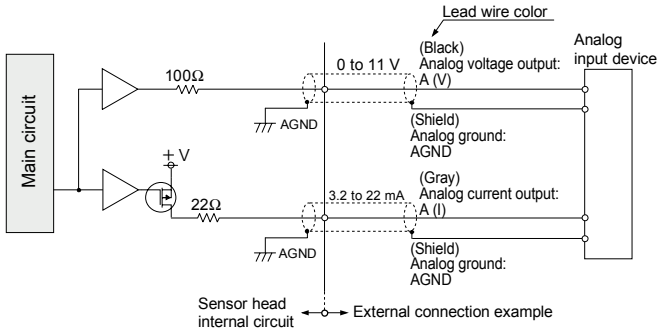 Lead wire color
(Black)
Analog voltage output:
A (V)
Analog
input device
0 to 11 V
100Ω
Main circuit
AGND
(Shield)
Analog ground:
AGND
+ V
(Gray)
Analog current output:
A (I)
3.2 to 22 mA
22Ω
AGND
(Shield)
Analog ground:
AGND
Sensor head
internal circuit
External connection example